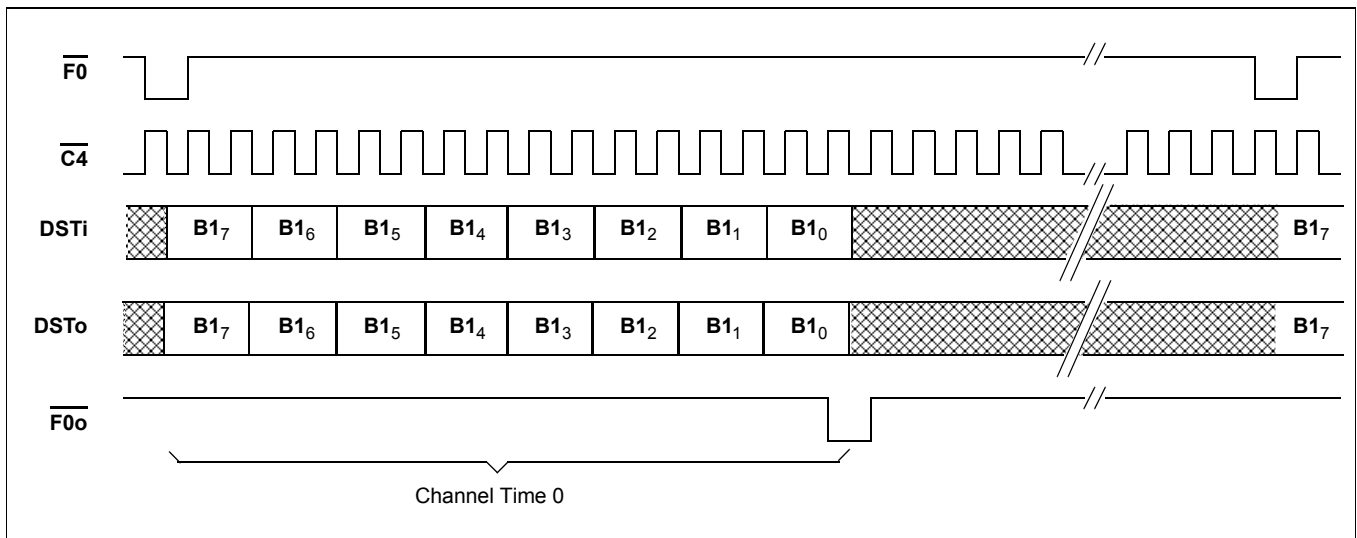 F0
C4
DSTi B1₇ B1₆ B1₅ B1₄ B1₃ B1₂ B1₁ B1₀ B1₇
DSTo B1₇ B1₆ B1₅ B1₄ B1₃ B1₂ B1₁ B1₀ B1₇
F0o
Channel Time 0